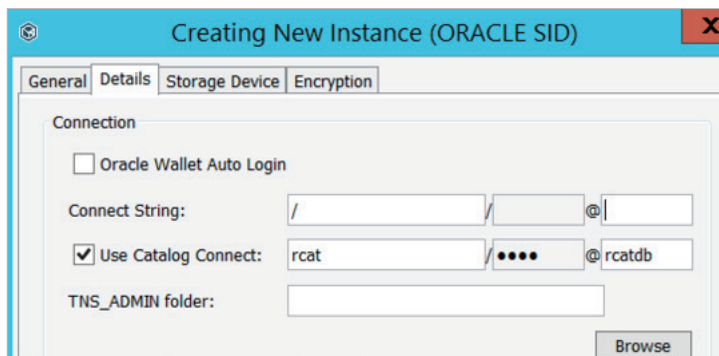 Creating New Instance (ORACLE SID)
X
General Details Storage Device Encryption
Connection
Oracle Wallet Auto Login
Connect String: / / @
Use Catalog Connect: rcat / •••• @ rcatdb
TNS_ADMIN folder:
Browse